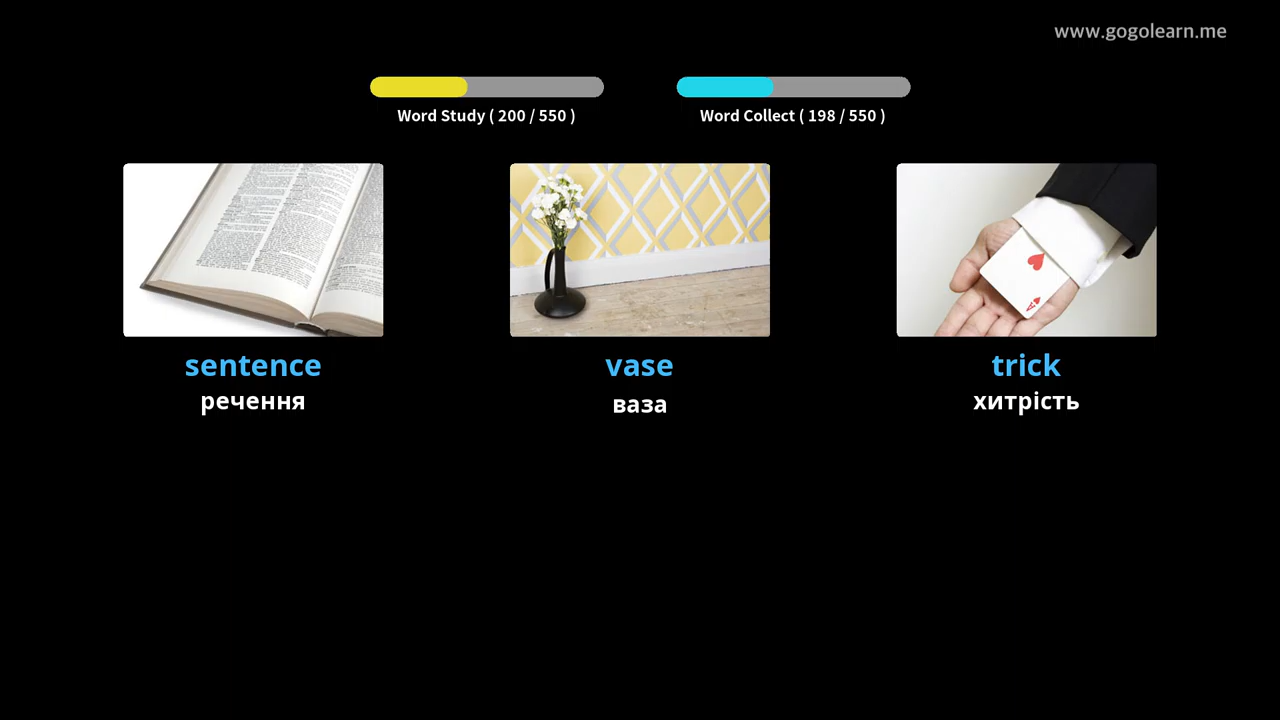 www.gogolearn.me
Word Study ( 200 / 550 )
Word Collect ( 198 / 550 )
sentence
речення
vase
ваза
trick
хитрість